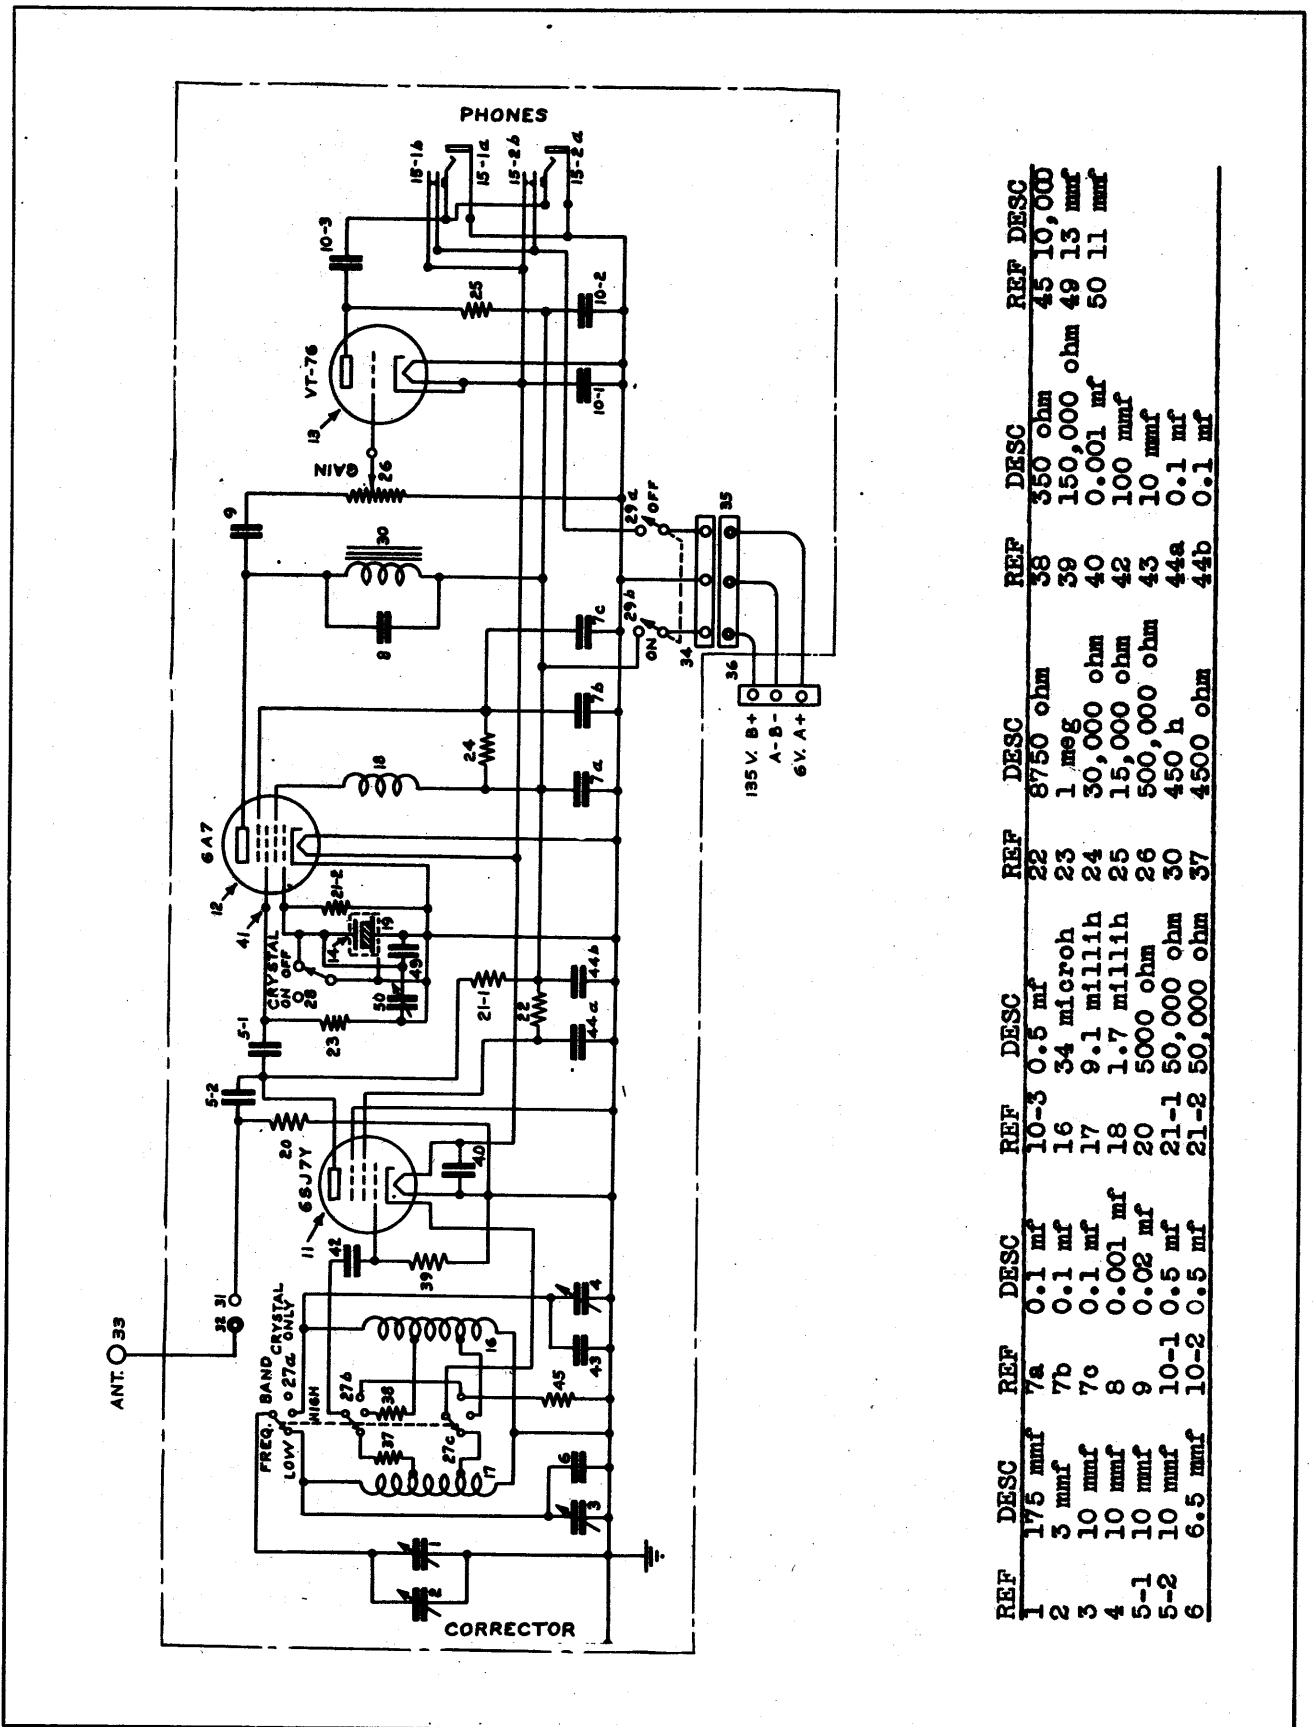 PHONES
15-1b
15-1a
15-2b
15-2a
10-3
VT-76
13
25
10-2
10-1
GAIN
26
9
30
8
29a
OFF
35
29b
ON
34
36
135 V. B+
A-B-
6V. A+
7c
7b
7a
24
18
6A7
12
41
21-2
14
19
CRYSTAL
ON OFF
28
49
50
5-1
23
21-1
22
44b
44a
5-2
20
6SJ7Y
11
40
42
39
ANT. 33
32 31
FREQ. BAND
27a
CRYSTAL
ONLY
LOW
HIGH
27b
38
37
27c
16
17
4
43
45
6
3
1
2
CORRECTOR
REF DESC REF DESC REF DESC REF DESC REF DESC REF DESC
1 175 mmf 7a 0.1 mf 10-3 0.5 mf 22 8750 ohm 38 350 ohm 45 10,000
2 3 mmf 7b 0.1 mf 16 34 microh 23 1 meg 39 150,000 ohm 49 13 mmf
3 10 mmf 7c 0.1 mf 17 9.1 millih 24 30,000 ohm 40 0.001 mf 50 11 mmf
4 10 mmf 8 0.001 mf 18 1.7 millih 25 15,000 ohm 42 100 mmf
5-1 10 mmf 9 0.02 mf 20 5000 ohm 26 500,000 ohm 43 10 mmf
5-2 10 mmf 10-1 0.5 mf 21-1 50,000 ohm 30 450 h 44a 0.1 mf
6 6.5 mmf 10-2 0.5 mf 21-2 50,000 ohm 37 4500 ohm 44b 0.1 mf